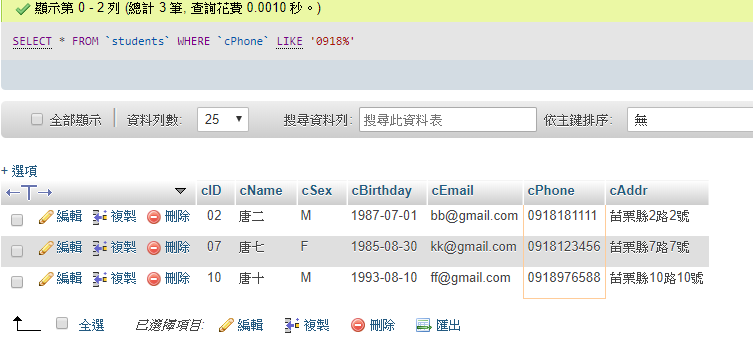 顯示第 0 - 2 列 (總計 3 筆, 查詢花費 0.0010 秒。)
SELECT * FROM `students` WHERE `cPhone` LIKE '0918%'
全部顯示 資料列數: 25 搜尋資料列: 搜尋此資料表 依主鍵排序: 無
+ 選項
←T→ cID cName cSex cBirthday cEmail cPhone cAddr
編輯 複製 刪除 02 唐二 M 1987-07-01 bb@gmail.com 0918181111 苗栗縣2路2號
編輯 複製 刪除 07 唐七 F 1985-08-30 kk@gmail.com 0918123456 苗栗縣7路7號
編輯 複製 刪除 10 唐十 M 1993-08-10 ff@gmail.com 0918976588 苗栗縣10路10號
全選 已選擇項目: 編輯 複製 刪除 匯出